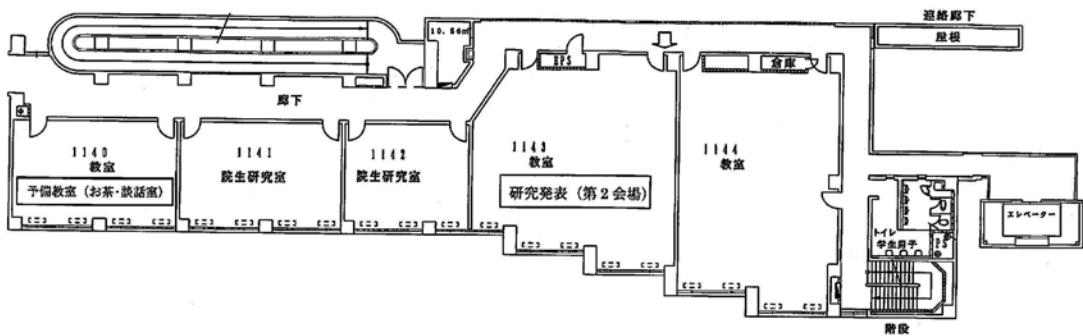 連絡廊下
屋根
10.56㎡
EPS
倉庫
廊下
1140
教室
予備教室（お茶・談話室）
1141
院生研究室
1142
院生研究室
1143
教室
研究発表（第2会場）
1144
教室
トイレ
学生男子
PS
エレベーター
階段